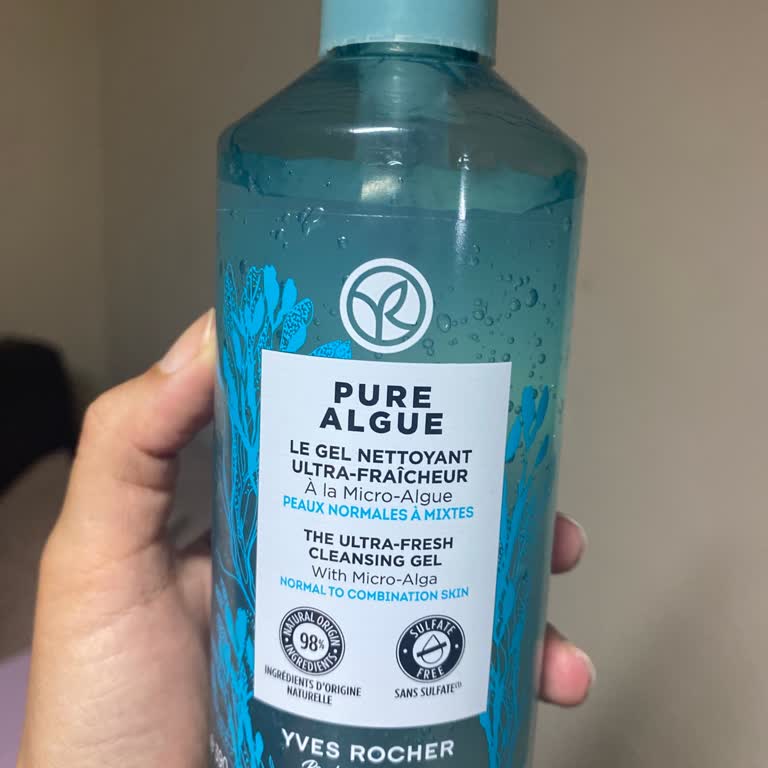 PURE
ALGUE
LE GEL NETTOYANT
ULTRA-FRAÎCHEUR
À la Micro-Algue
PEAUX NORMALES À MIXTES
THE ULTRA-FRESH
CLEANSING GEL
With Micro-Alga
NORMAL TO COMBINATION SKIN
NATURAL ORIGIN
98%
INGREDIENTS
INGRÉDIENTS D'ORIGINE
NATURELLE
SULFATE
FREE
SANS SULFATE⁽¹⁾
YVES ROCHER